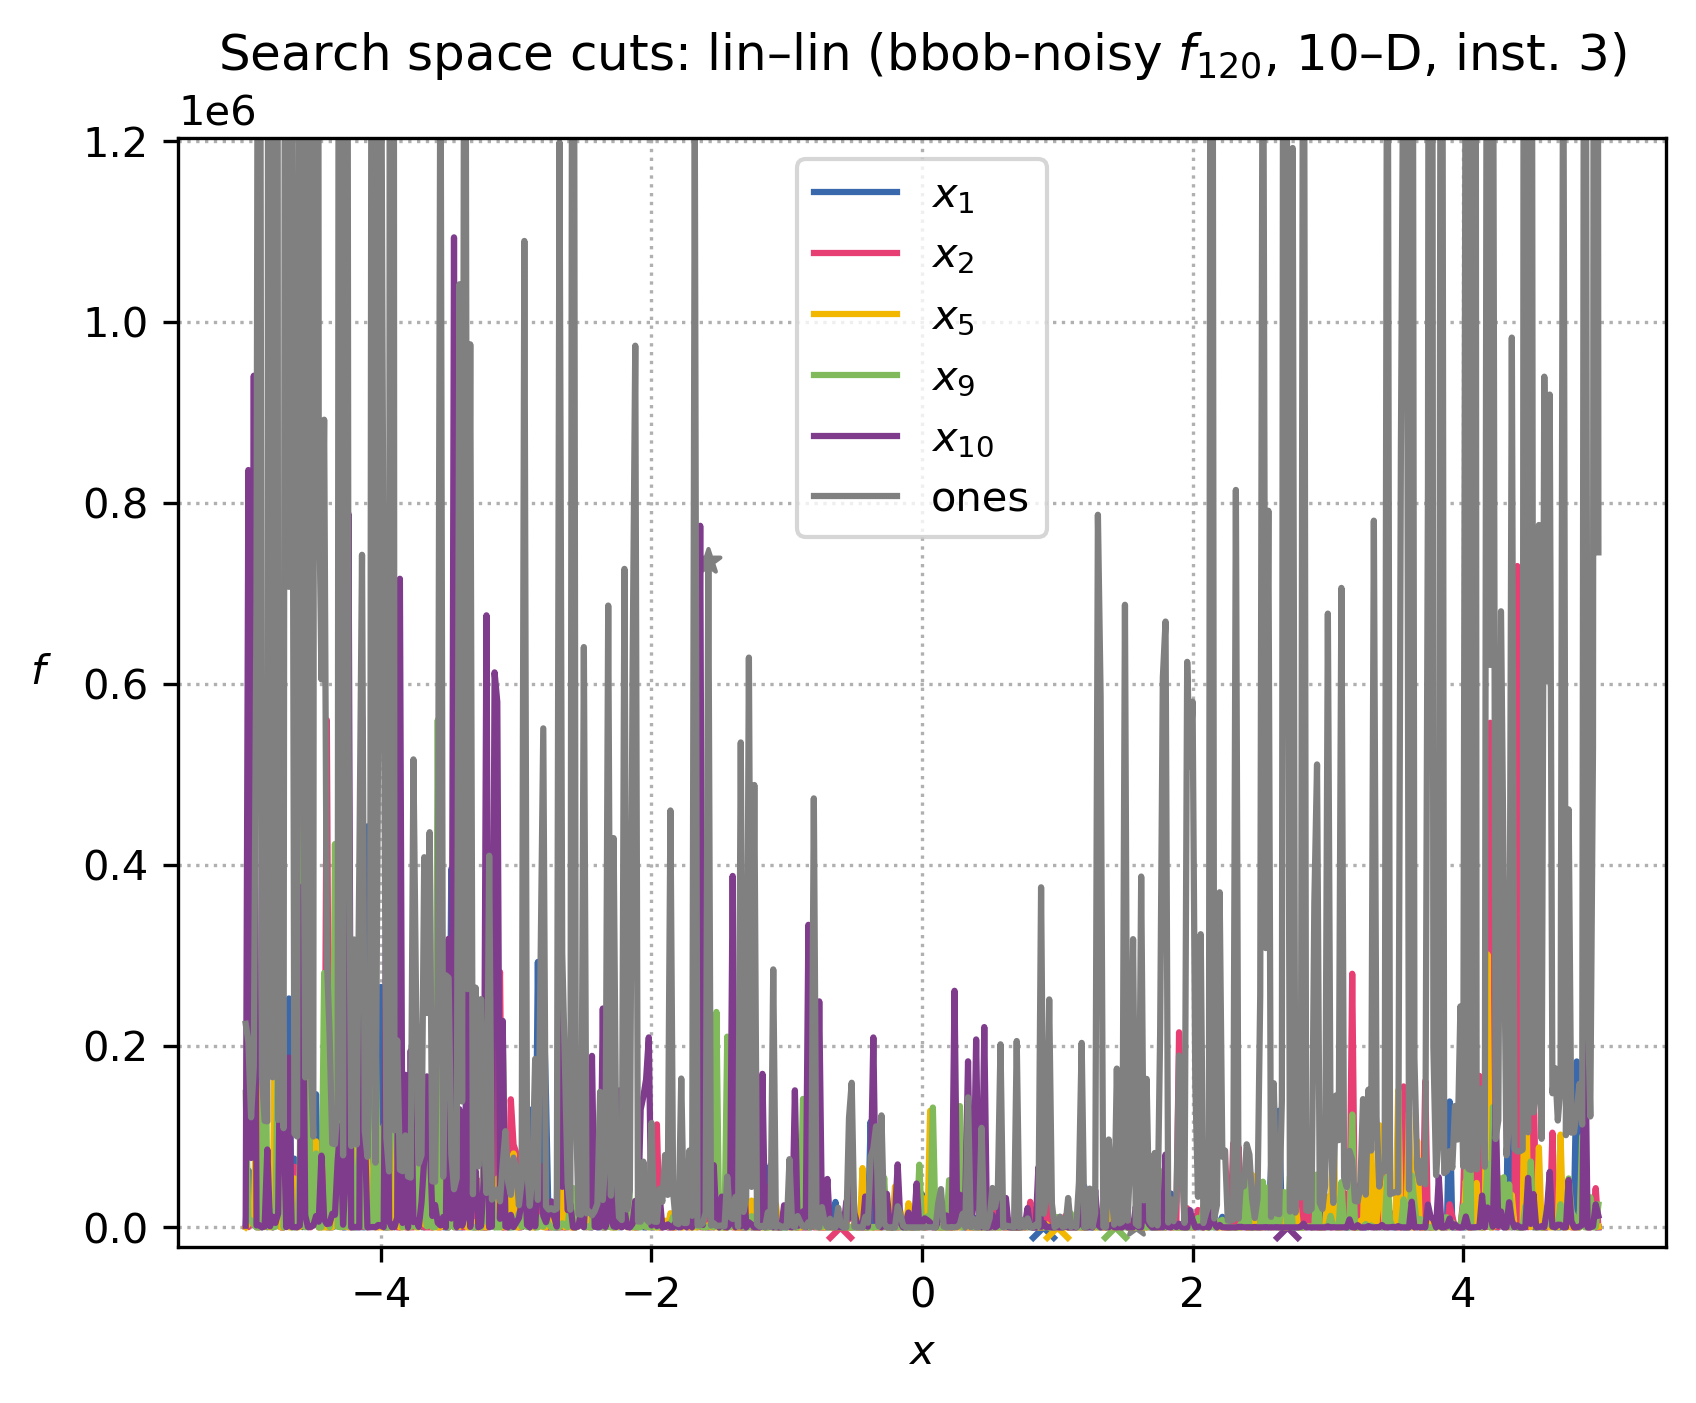 Search space cuts: lin–lin (bbob-noisy f₁₂₀, 10–D, inst. 3)
1e6
1.2
1.0
0.8
0.6
0.4
0.2
0.0
f
x₁
x₂
x₅
x₉
x₁₀
ones
−4 −2 0 2 4
x